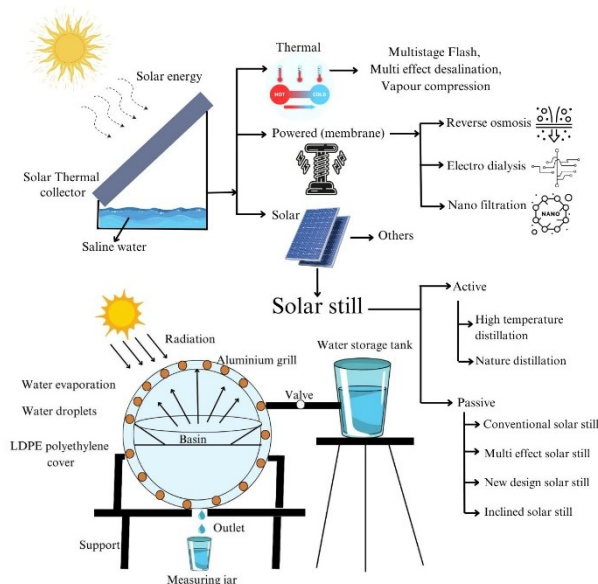 Thermal
Multistage Flash,
Multi effect desalination,
Vapour compression
Solar energy
HOT
COLD
Powered (membrane)
Reverse osmosis
Solar Thermal
collector
Electro dialysis
Saline water
Solar
Nano filtration
NANO
Others
Solar still
Active
High temperature
distillation
Nature distillation
Passive
Conventional solar still
Multi effect solar still
New design solar still
Inclined solar still
Radiation
Aluminium grill
Water storage tank
Water evaporation
Valve
Water droplets
Basin
LDPE polyethylene
cover
Outlet
Support
Measuring jar